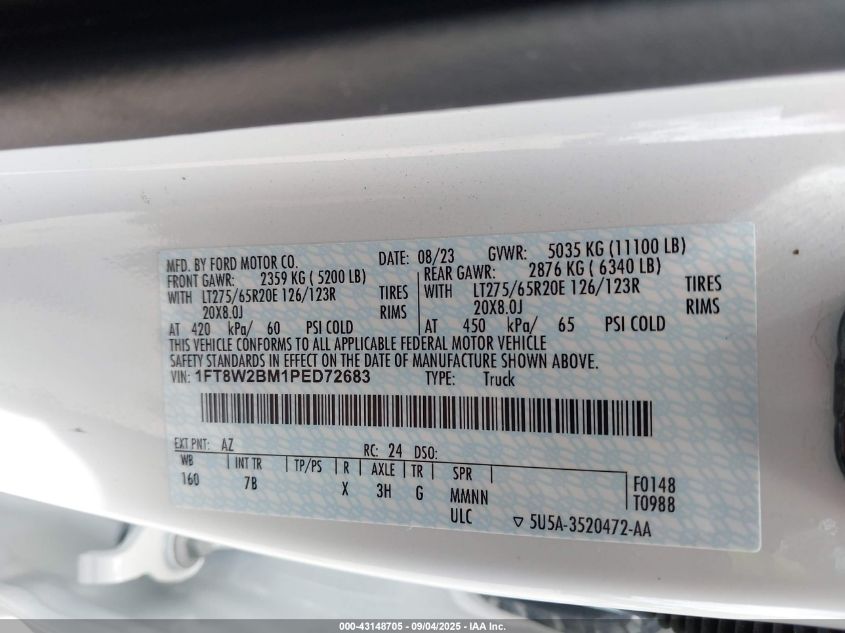 MFD. BY FORD MOTOR CO. DATE: 08/23 GVWR: 5035 KG (11100 LB)
FRONT GAWR: 2359 KG ( 5200 LB) REAR GAWR: 2876 KG ( 6340 LB)
WITH LT275/65R20E 126/123R TIRES WITH LT275/65R20E 126/123R TIRES
20X8.0J RIMS 20X8.0J RIMS
AT 420 kPa/ 60 PSI COLD AT 450 kPa/ 65 PSI COLD
THIS VEHICLE CONFORMS TO ALL APPLICABLE FEDERAL MOTOR VEHICLE
SAFETY STANDARDS IN EFFECT ON THE DATE OF MANUFACTURE SHOWN ABOVE.
VIN: 1FT8W2BM1PED72683 TYPE: Truck
EXT PNT: AZ RC: 24 DSO:
WB INT TR TP/PS R AXLE TR SPR
160 7B X 3H G MMNN F0148
ULC T0988
5U5A-3520472-AA
000-43148705 - 09/04/2025 - IAA Inc.